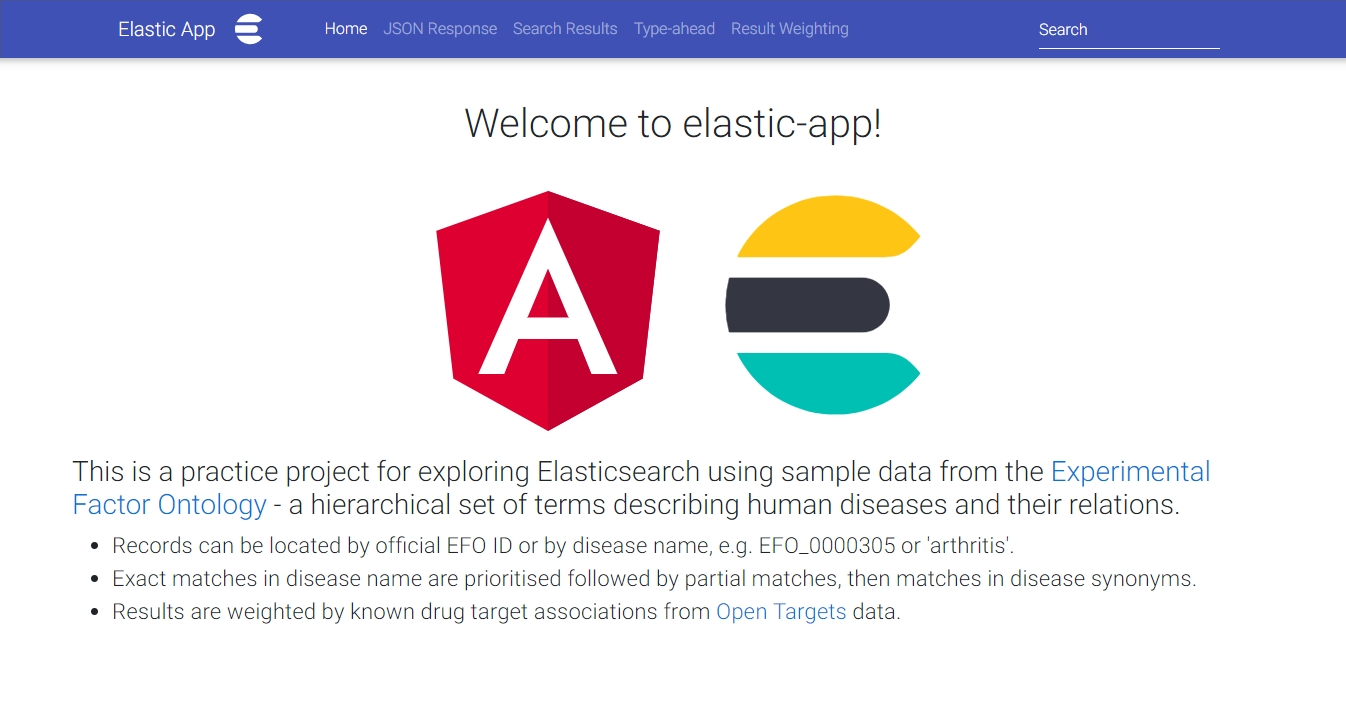 Elastic App Home JSON Response Search Results Type-ahead Result Weighting Search
Welcome to elastic-app!
This is a practice project for exploring Elasticsearch using sample data from the Experimental
Factor Ontology - a hierarchical set of terms describing human diseases and their relations.
Records can be located by official EFO ID or by disease name, e.g. EFO_0000305 or 'arthritis'.
Exact matches in disease name are prioritised followed by partial matches, then matches in disease synonyms.
Results are weighted by known drug target associations from Open Targets data.